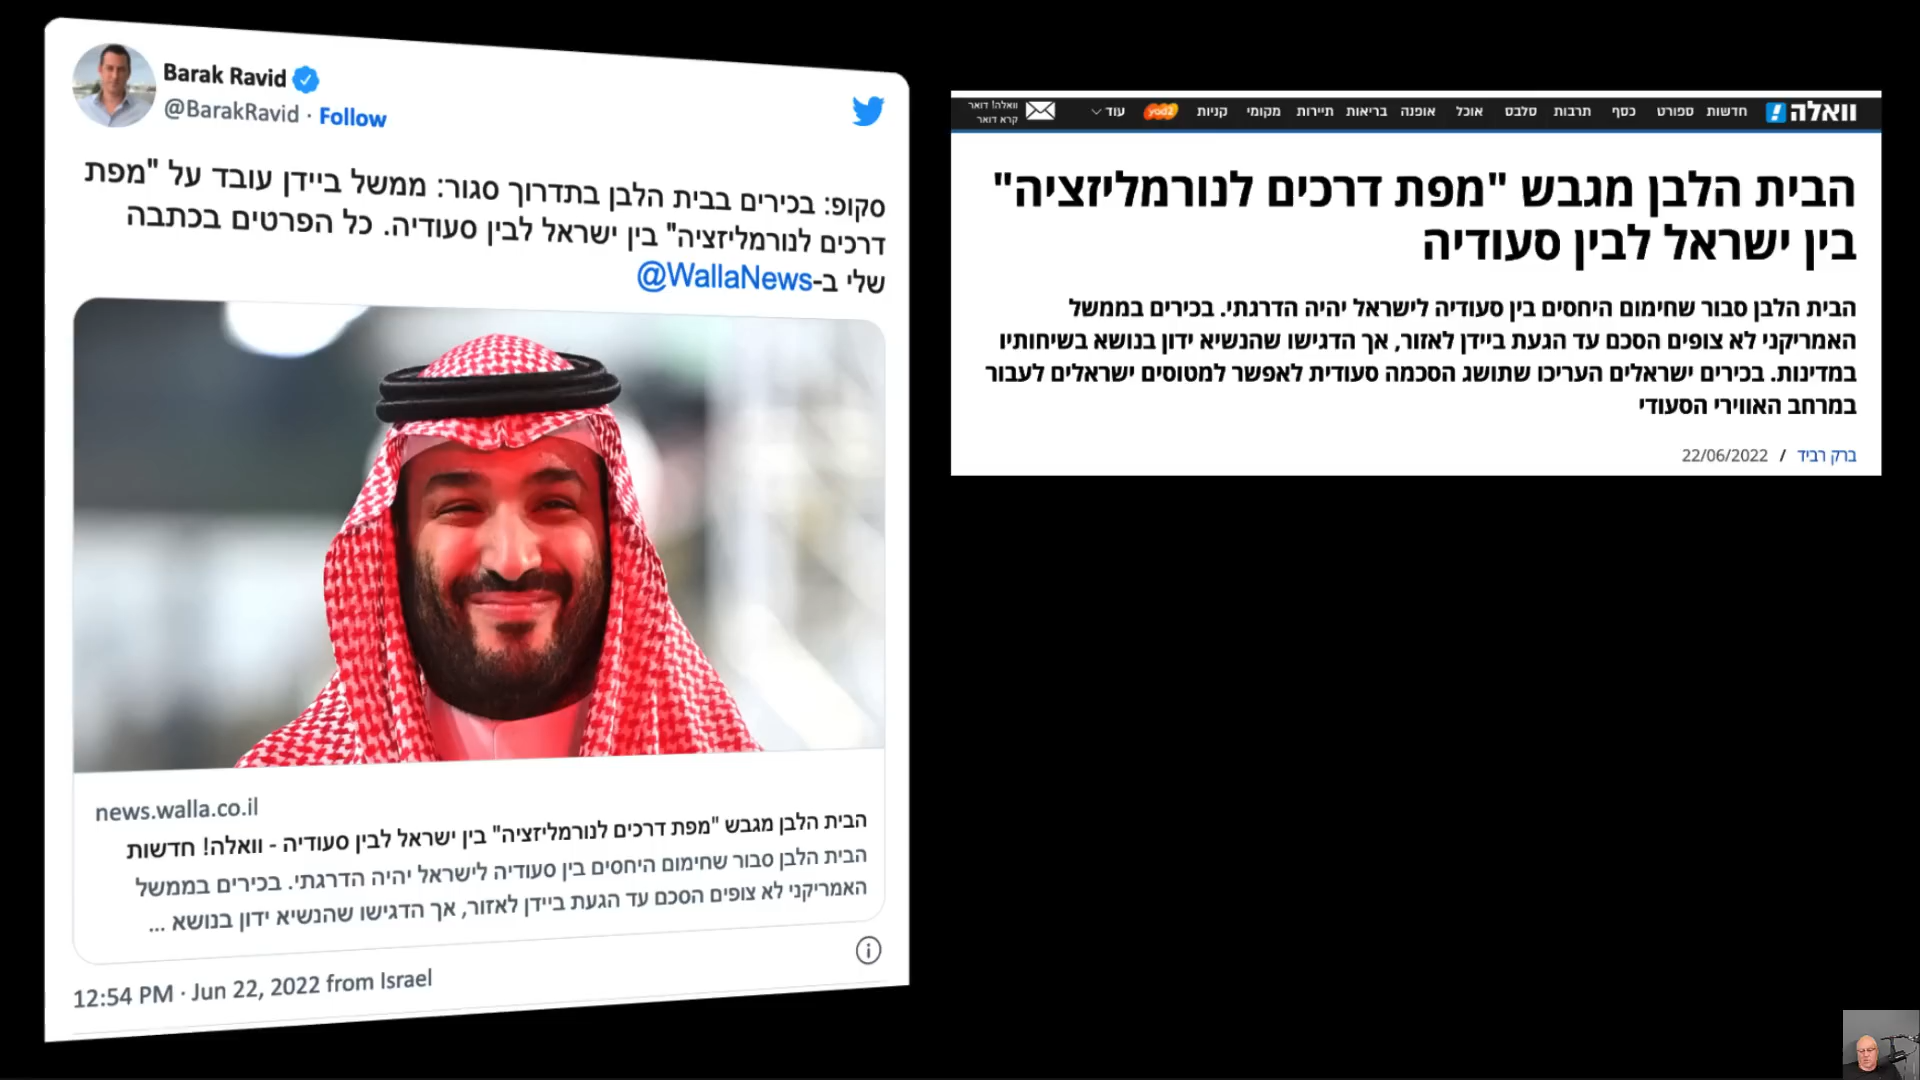 Barak Ravid
@BarakRavid · Follow
סקופ: בכירים בבית הלבן בתדרוך סגור: ממשל ביידן עובד על "מפת
דרכים לנורמליזציה" בין ישראל לבין סעודיה. כל הפרטים בכתבה
שלי ב-@WallaNews
news.walla.co.il
הבית הלבן מגבש "מפת דרכים לנורמליזציה" בין ישראל לבין סעודיה - וואלה! חדשות
הבית הלבן סבור שחימום היחסים בין סעודיה לישראל יהיה הדרגתי. בכירים בממשל
האמריקני לא צופים הסכם עד הגעת ביידן לאזור, אך הדגישו שהנשיא ידון בנושא ...
12:54 PM · Jun 22, 2022 from Israel
וואלה! חדשות ספורט כסף תרבות סלבס אוכל אופנה בריאות תיירות מקומי קניות yad2 עוד
וואלה! דואר
קרא דואר
הבית הלבן מגבש "מפת דרכים לנורמליזציה"
בין ישראל לבין סעודיה
הבית הלבן סבור שחימום היחסים בין סעודיה לישראל יהיה הדרגתי. בכירים בממשל
האמריקני לא צופים הסכם עד הגעת ביידן לאזור, אך הדגישו שהנשיא ידון בנושא בשיחותיו
במדינות. בכירים ישראלים העריכו שתושג הסכמה סעודית לאפשר למטוסים ישראלים לעבור
במרחב האווירי הסעודי
ברק רביד / 22/06/2022